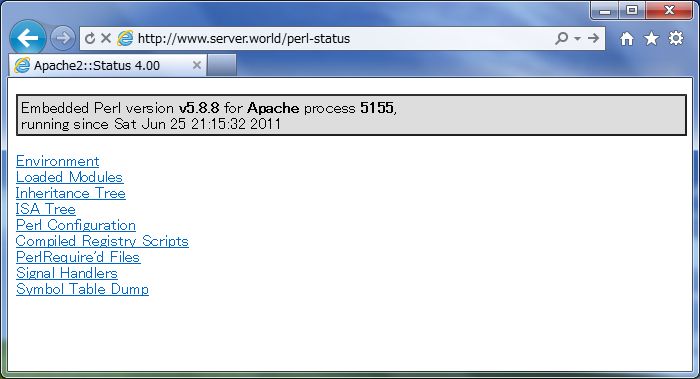 http://www.server.world/perl-status
Apache2::Status 4.00
Embedded Perl version v5.8.8 for Apache process 5155,
running since Sat Jun 25 21:15:32 2011
Environment
Loaded Modules
Inheritance Tree
ISA Tree
Perl Configuration
Compiled Registry Scripts
PerlRequire'd Files
Signal Handlers
Symbol Table Dump